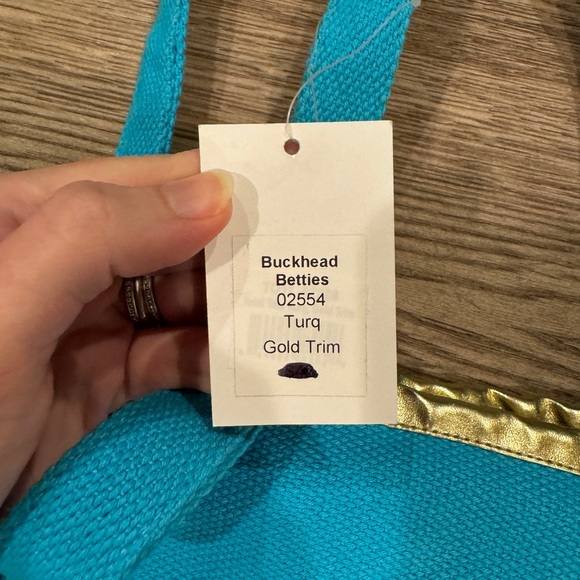 Buckhead
Betties
02554
Turq
Gold Trim